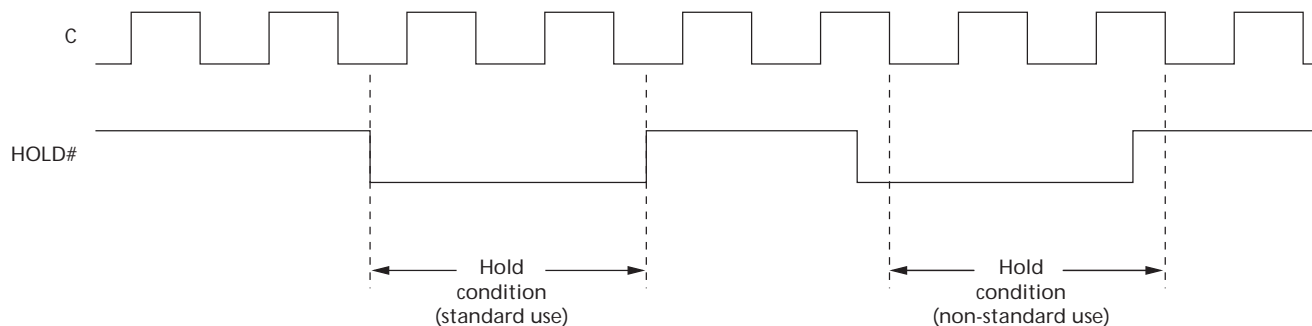 C
HOLD#
Hold
condition
(standard use)
Hold
condition
(non-standard use)